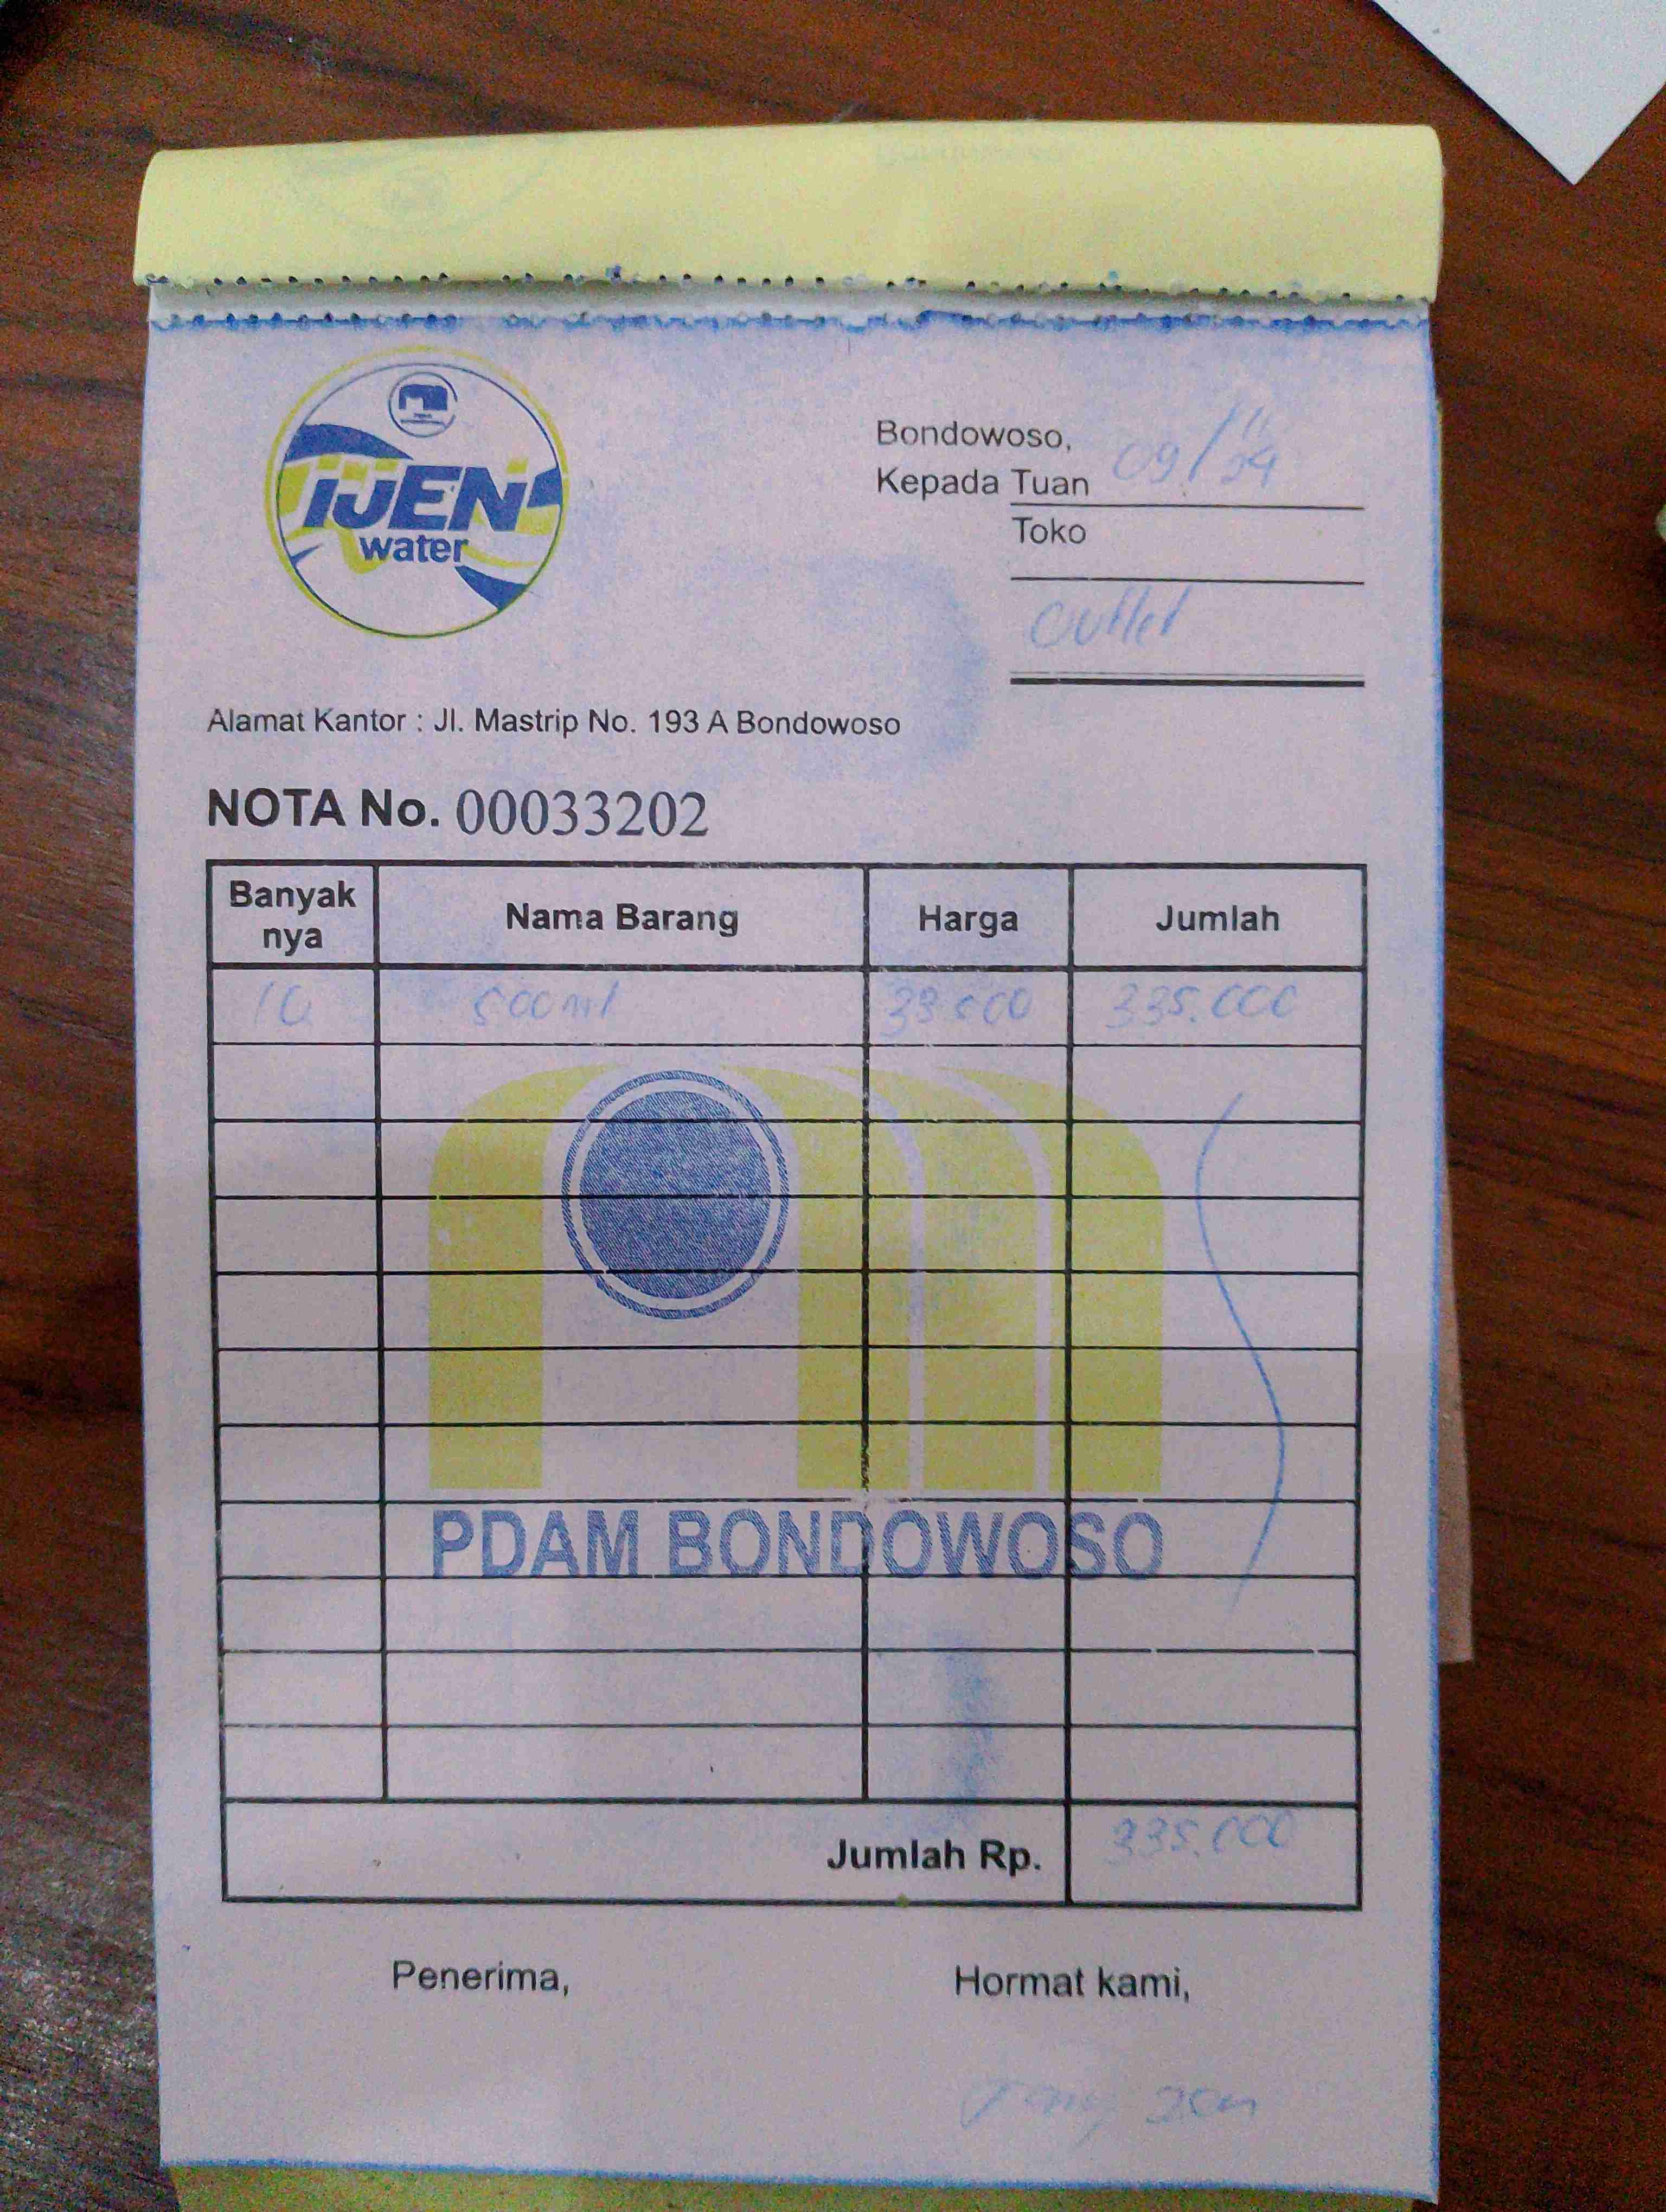 IJEN
water
Bondowoso, 09/11/24
Kepada Tuan
Toko
Outlet
Alamat Kantor : Jl. Mastrip No. 193 A Bondowoso
NOTA No. 00033202
Banyak nya Nama Barang Harga Jumlah
10 500 ml 33.500 335.000
PDAM BONDOWOSO
Jumlah Rp. 335.000
Penerima, Hormat kami,